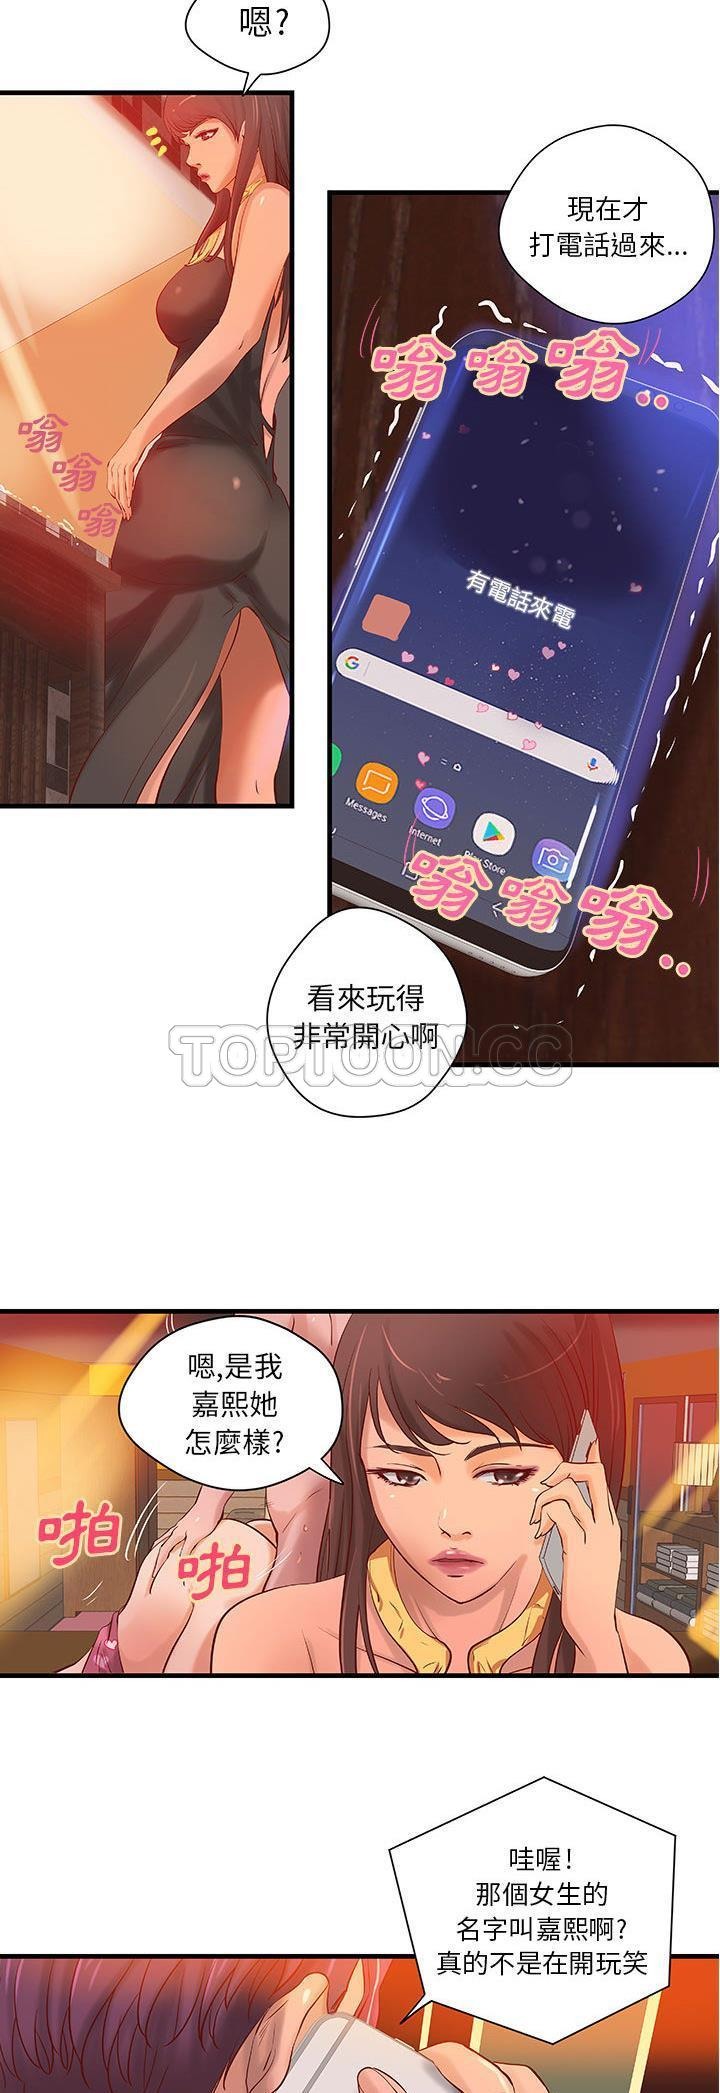 嗯?
現在才
打電話過來...
嗡嗡嗡..
嗡
嗡
嗡
有電話來電
G
Messages
Internet
Play Store
嗡嗡嗡..
看來玩得
非常開心啊
TOPTOON.CC
嗯,是我
嘉熙她
怎麼樣?
啪
啪
哇喔!
那個女生的
名字叫嘉熙啊?
真的不是在開玩笑